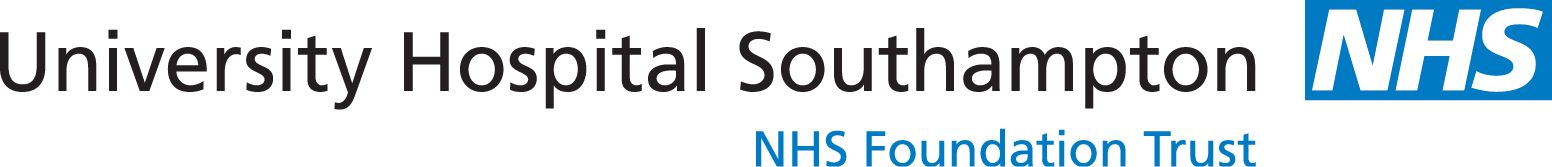 University Hospital Southampton NHS
NHS Foundation Trust